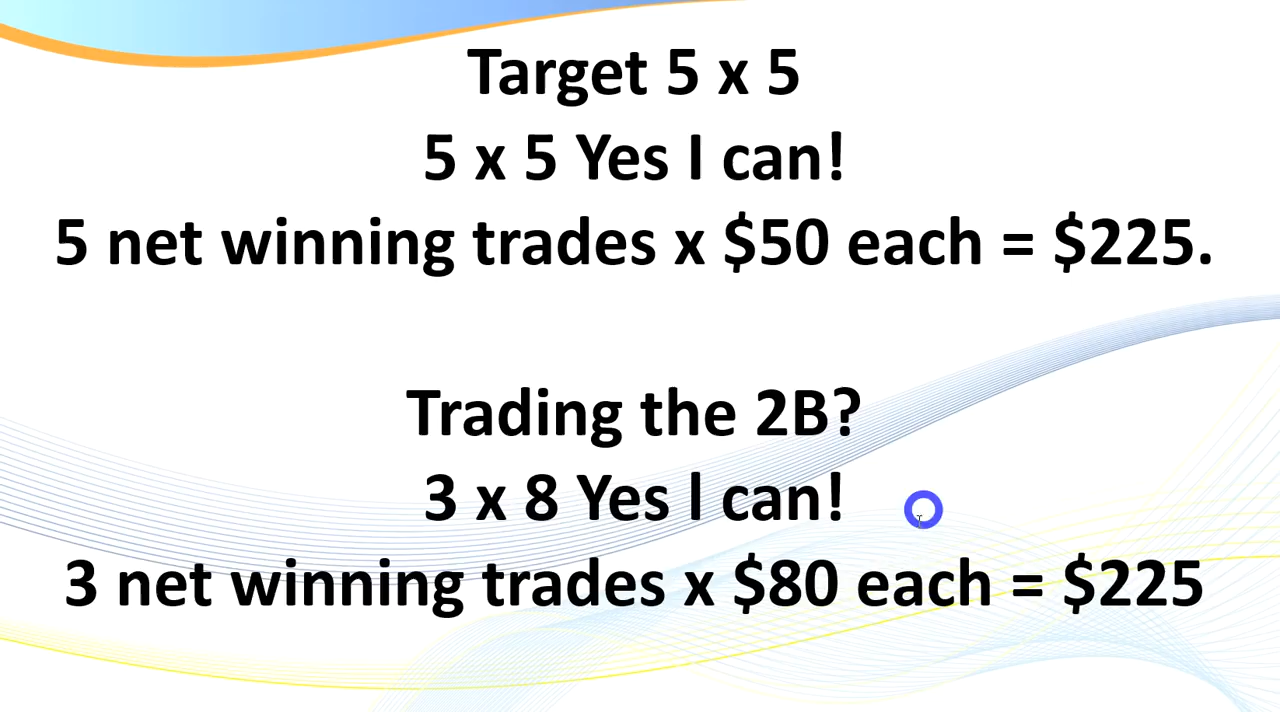 Target 5 x 5
5 x 5 Yes I can!
5 net winning trades x $50 each = $225.
Trading the 2B?
3 x 8 Yes I can!
3 net winning trades x $80 each = $225